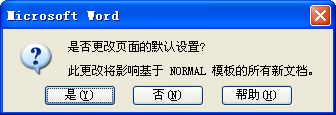 Microsoft Word
是否更改页面的默认设置?
此更改将影响基于 NORMAL 模板的所有新文档。
是(Y) 否(N) 帮助(H)